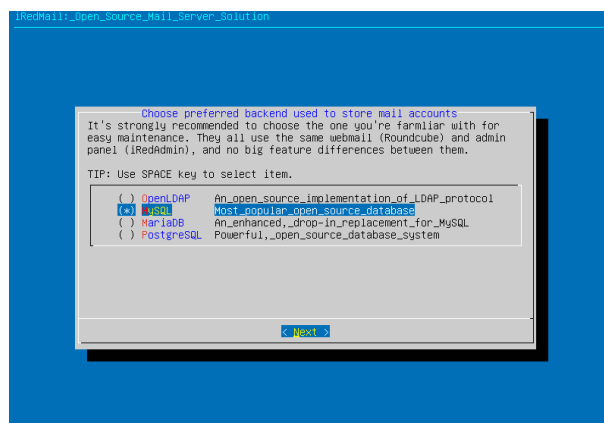 iRedMail:_Open_Source_Mail_Server_Solution
Choose preferred backend used to store mail accounts
It's strongly recommended to choose the one you're farmliar with for
easy maintenance. They all use the same webmail (Roundcube) and admin
panel (iRedAdmin), and no big feature differences between them.
TIP: Use SPACE key to select item.
( ) OpenLDAP An_open_source_implementation_of_LDAP_protocol
(*) MySQL Most_popular_open_source_database
( ) MariaDB An_enhanced,_drop-in_replacement_for_MySQL
( ) PostgreSQL Powerful,_open_source_database_system
< Next >